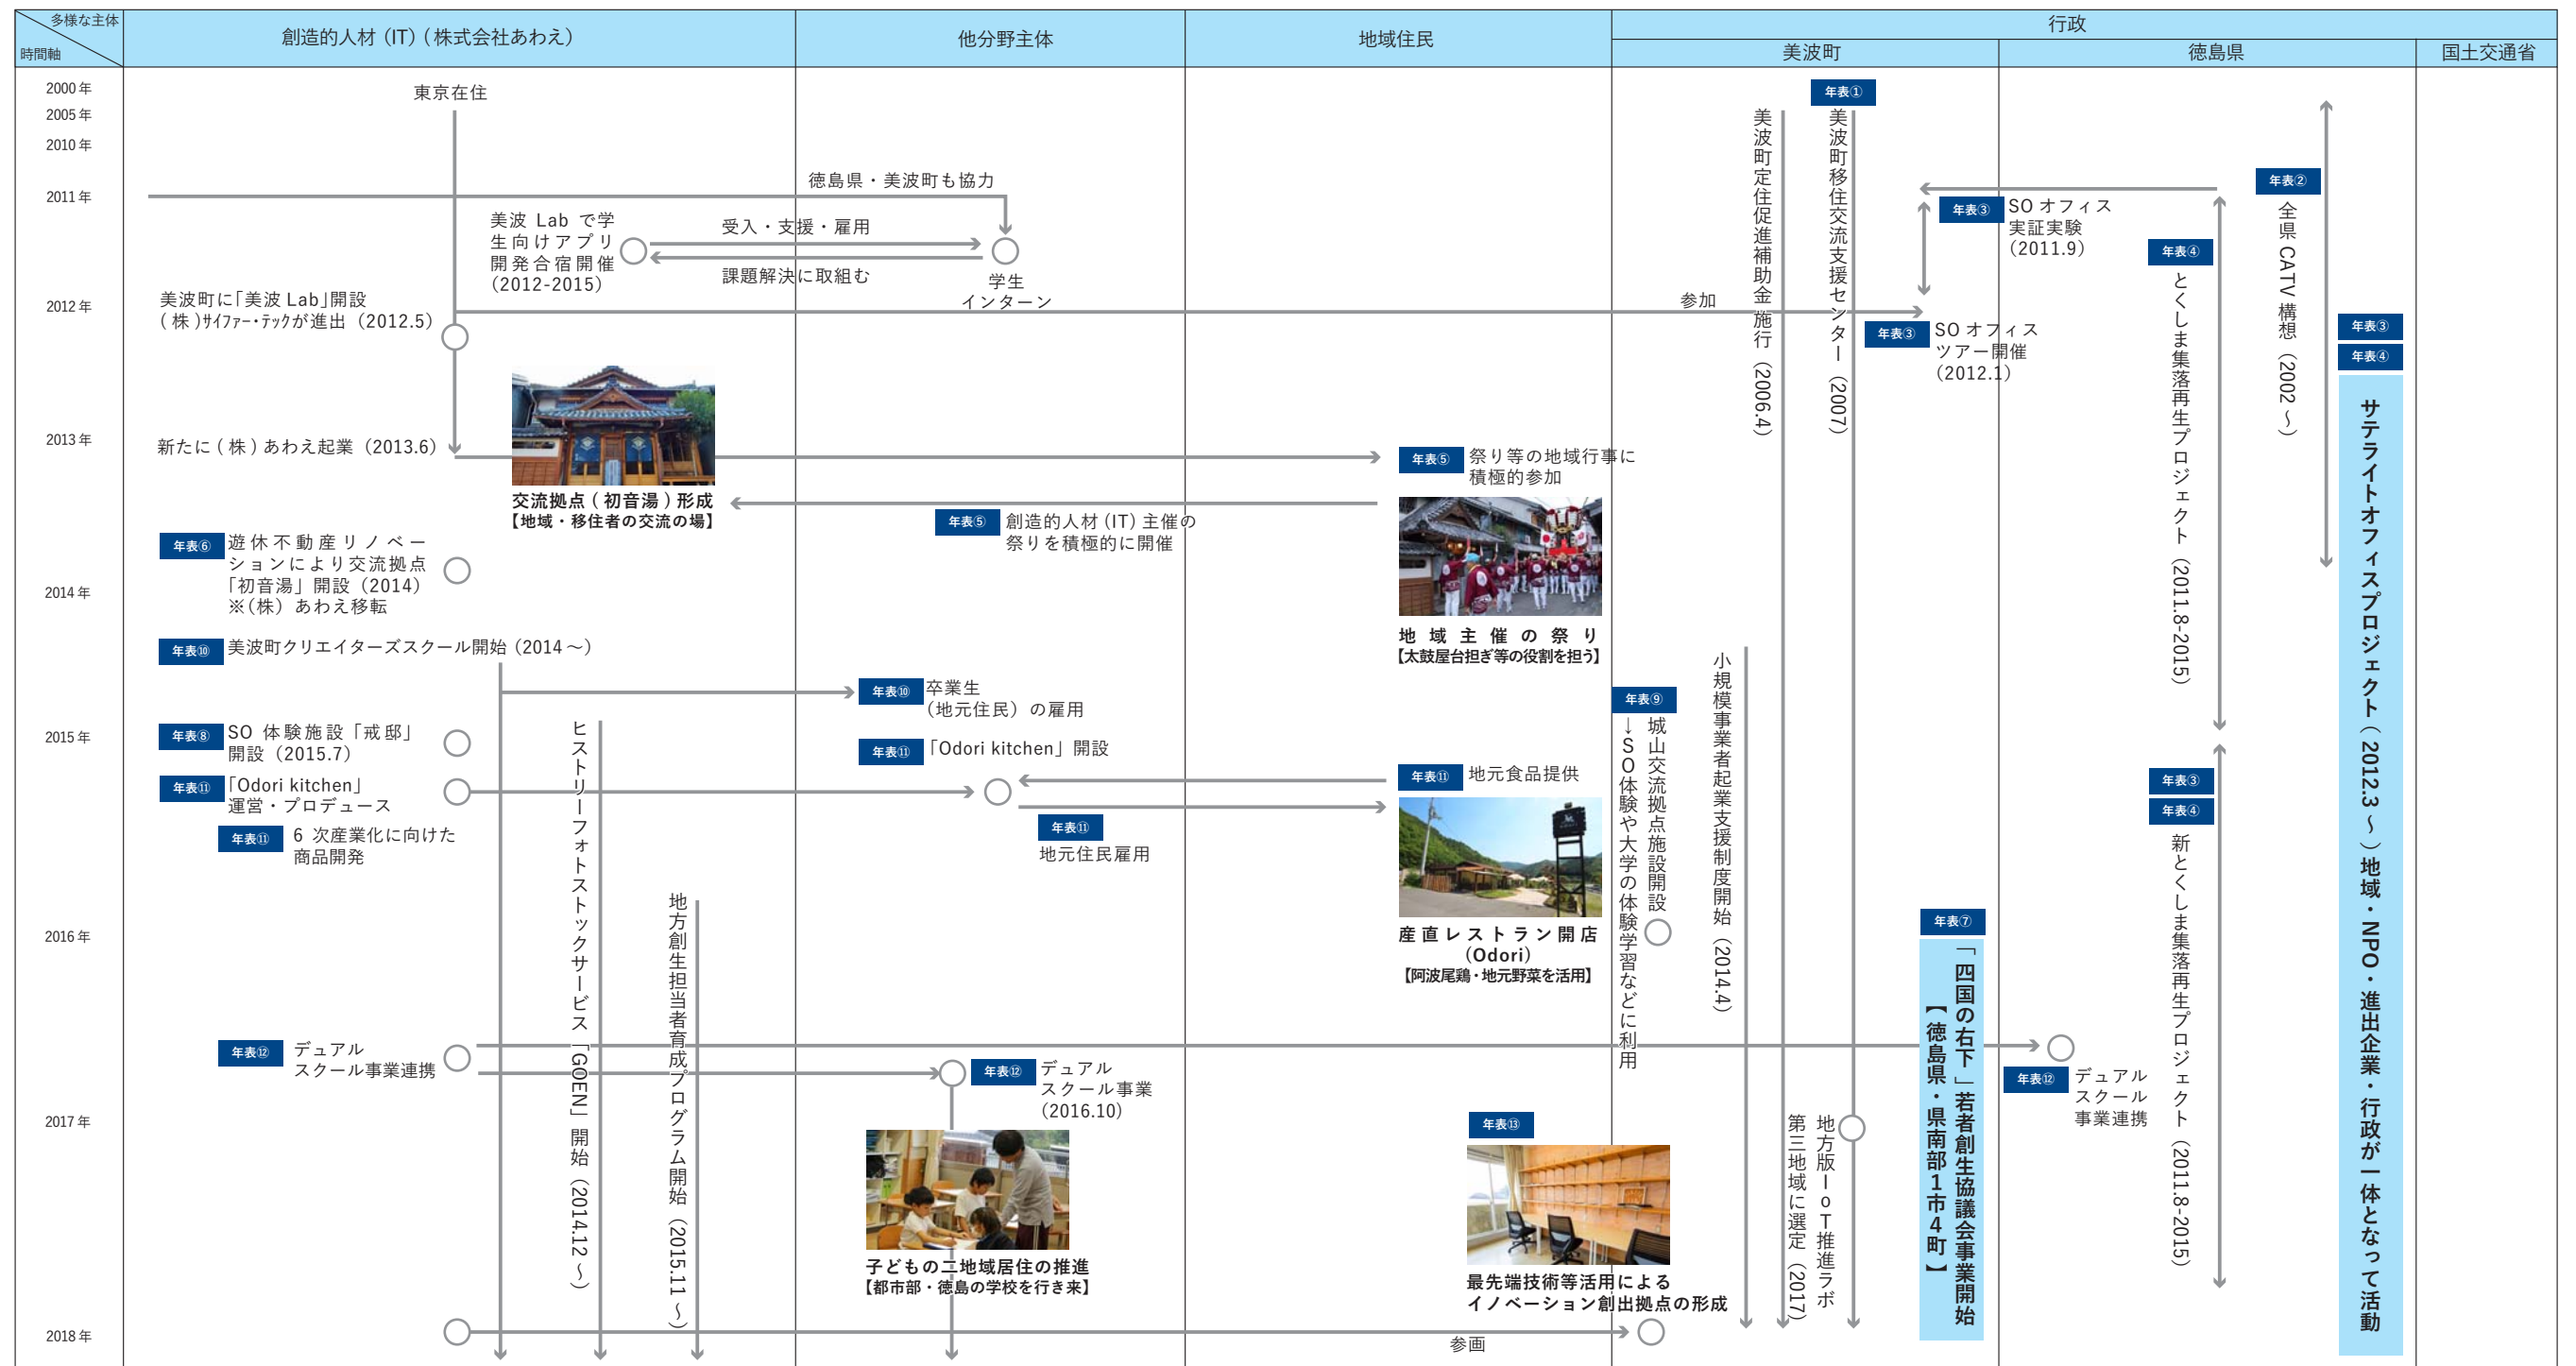 多様な主体
時間軸
創造的人材 (IT) (株式会社あわえ)
他分野主体
地域住民
行政
美波町
徳島県
国土交通省
2000年
2005年
2010年
2011年
2012年
2013年
2014年
2015年
2016年
2017年
2018年
東京在住
徳島県・美波町も協力
美波 Lab で学
生向けアプリ
開発合宿開催
(2012-2015)
受入・支援・雇用
課題解決に取組む
学生
インターン
美波町に「美波 Lab」開設
(株)サイファー・テックが進出 (2012.5)
参加
新たに (株) あわえ起業 (2013.6)
交流拠点 (初音湯) 形成
【地域・移住者の交流の場】
年表⑤ 祭り等の地域行事に
積極的参加
年表⑤ 創造的人材 (IT) 主催の
祭りを積極的に開催
年表⑥ 遊休不動産リノベー
ションにより交流拠点
「初音湯」開設 (2014)
※(株) あわえ移転
地域主催の祭り
【太鼓屋台担ぎ等の役割を担う】
年表⑩ 美波町クリエイターズスクール開始 (2014～)
年表⑩ 卒業生
(地元住民) の雇用
年表⑧ SO 体験施設「戒邸」
開設 (2015.7)
年表⑪ 「Odori kitchen」開設
年表⑪ 「Odori kitchen」
運営・プロデュース
年表⑪ 地元食品提供
年表⑪ 6 次産業化に向けた
商品開発
年表⑪
地元住民雇用
産直レストラン開店
(Odori)
【阿波尾鶏・地元野菜を活用】
ヒストリーフォトストックサービス「GOEN」開始 (2014.12 ～)
地方創生担当者育成プログラム開始 (2015.11 ～)
年表⑫ デュアル
スクール事業連携
年表⑫ デュアル
スクール事業
(2016.10)
子どもの二地域居住の推進
【都市部・徳島の学校を行き来】
年表⑬
最先端技術等活用による
イノベーション創出拠点の形成
参画
美波町定住促進補助金施行 (2006.4)
年表①
美波町移住交流支援センター (2007)
年表③ SO オフィス
実証実験
(2011.9)
年表③ SO オフィス
ツアー開催
(2012.1)
年表④
とくしま集落再生プロジェクト (2011.8-2015)
年表②
全県 CATV 構想 (2002 ～)
年表③
年表④
サテライトオフィスプロジェクト (2012.3 ～) 地域・NPO・進出企業・行政が一体となって活動
年表⑨
城山交流拠点施設開設
→SO体験や大学の体験学習などに利用
小規模事業者起業支援制度開始 (2014.4)
年表③
年表④
新とくしま集落再生プロジェクト (2011.8-2015)
年表⑦
「四国の右下」若者創生協議会事業開始
【徳島県・県南部1市4町】
年表⑫ デュアル
スクール
事業連携
地方版IoT推進ラボ
第三地域に選定 (2017)